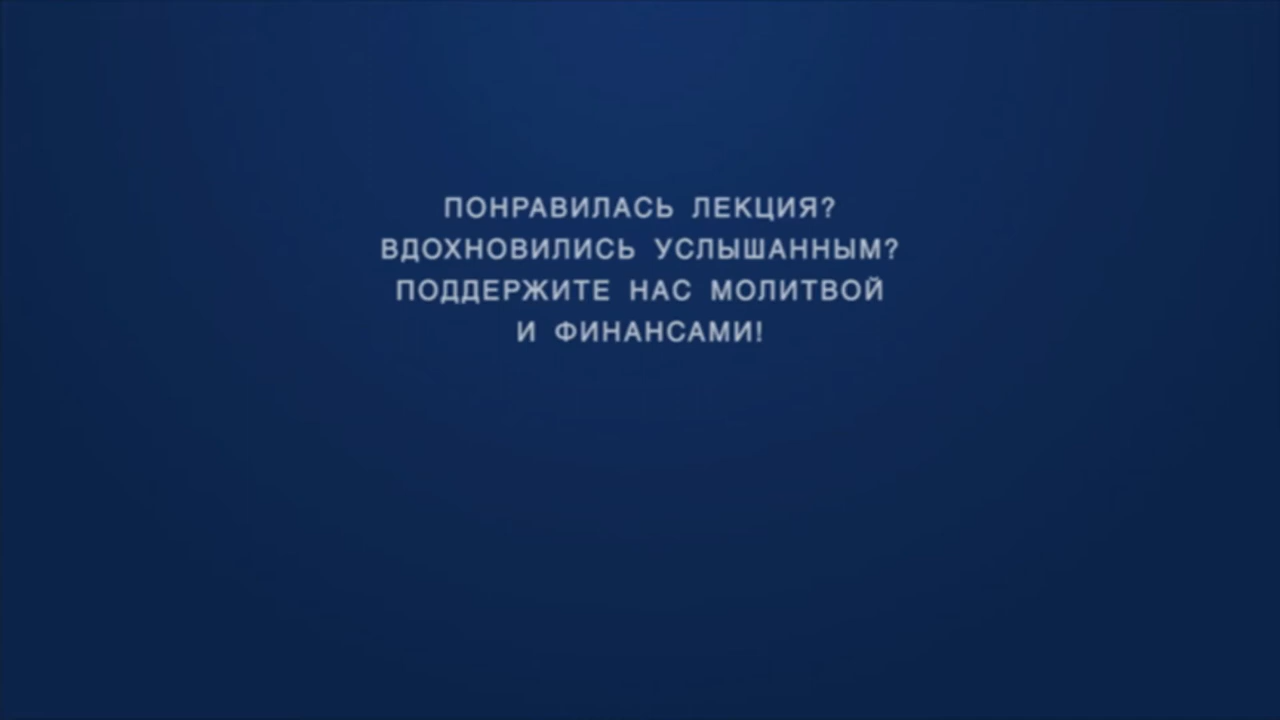 ПОНРАВИЛАСЬ ЛЕКЦИЯ?
ВДОХНОВИЛИСЬ УСЛЫШАННЫМ?
ПОДДЕРЖИТЕ НАС МОЛИТВОЙ
И ФИНАНСАМИ!